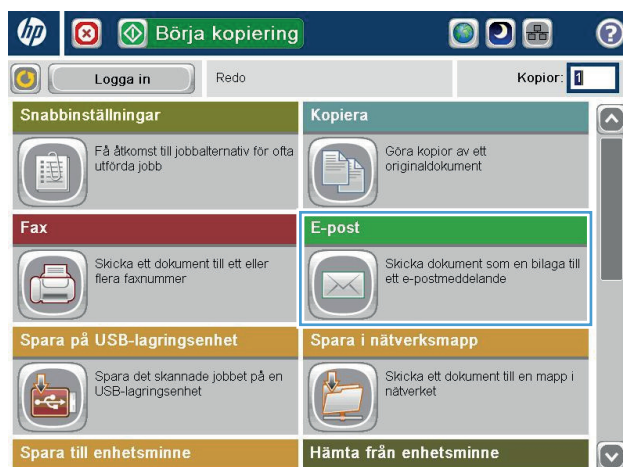 hp
Börja kopiering
?
Logga in
Redo
Kopior: 1
Snabbinställningar
Få åtkomst till jobbalternativ för ofta
utförda jobb
Kopiera
Göra kopior av ett
originaldokument
Fax
Skicka ett dokument till ett eller
flera faxnummer
E-post
Skicka dokument som en bilaga till
ett e-postmeddelande
Spara på USB-lagringsenhet
Spara det skannade jobbet på en
USB-lagringsenhet
Spara i nätverksmapp
Skicka ett dokument till en mapp i
nätverket
Spara till enhetsminne
Hämta från enhetsminne